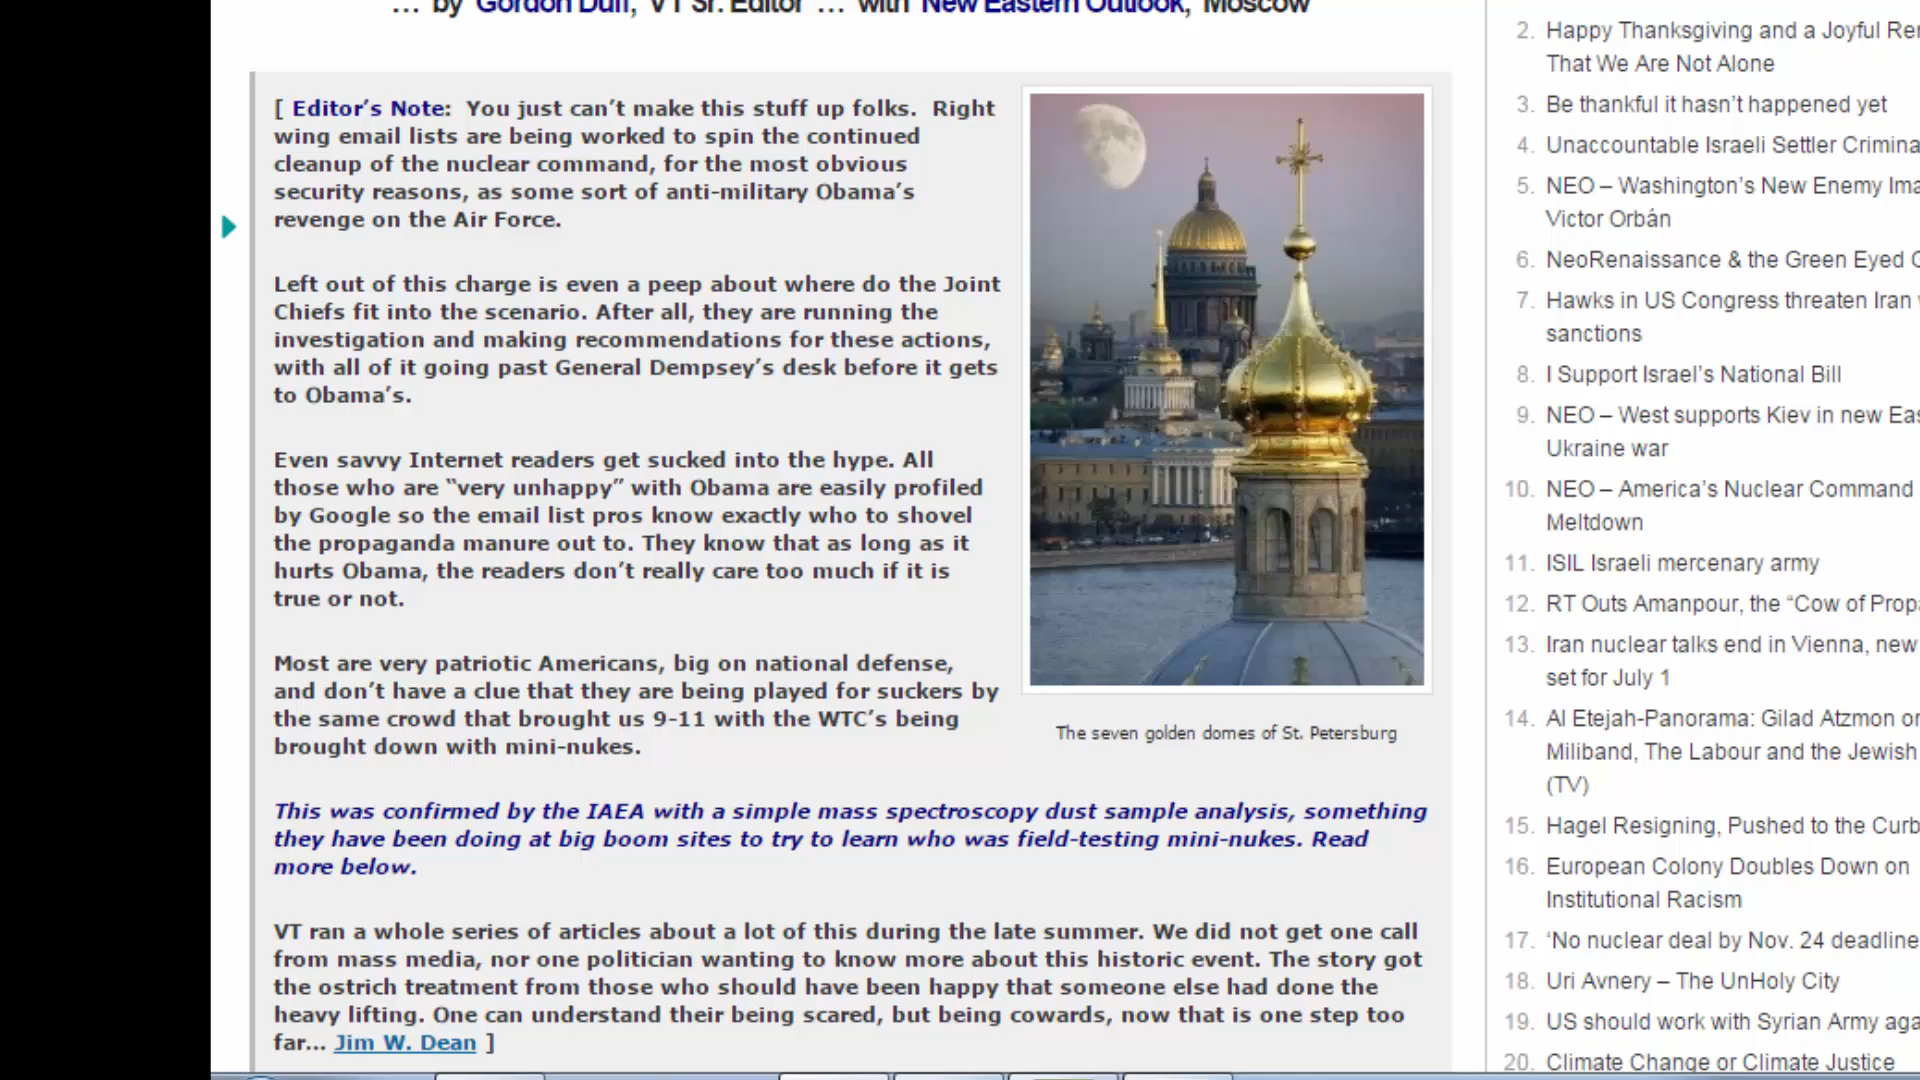 ... by Gordon Duff, VT Sr. Editor ... with New Eastern Outlook, Moscow
[ Editor’s Note:  You just can’t make this stuff up folks.  Right
wing email lists are being worked to spin the continued
cleanup of the nuclear command, for the most obvious
security reasons, as some sort of anti-military Obama’s
revenge on the Air Force.
Left out of this charge is even a peep about where do the Joint
Chiefs fit into the scenario. After all, they are running the
investigation and making recommendations for these actions,
with all of it going past General Dempsey’s desk before it gets
to Obama’s.
Even savvy Internet readers get sucked into the hype. All
those who are “very unhappy” with Obama are easily profiled
by Google so the email list pros know exactly who to shovel
the propaganda manure out to. They know that as long as it
hurts Obama, the readers don’t really care too much if it is
true or not.
Most are very patriotic Americans, big on national defense,
and don’t have a clue that they are being played for suckers by
the same crowd that brought us 9-11 with the WTC’s being
brought down with mini-nukes.
The seven golden domes of St. Petersburg
This was confirmed by the IAEA with a simple mass spectroscopy dust sample analysis, something
they have been doing at big boom sites to try to learn who was field-testing mini-nukes. Read
more below.
VT ran a whole series of articles about a lot of this during the late summer. We did not get one call
from mass media, nor one politician wanting to know more about this historic event. The story got
the ostrich treatment from those who should have been happy that someone else had done the
heavy lifting. One can understand their being scared, but being cowards, now that is one step too
far... Jim W. Dean ]
2. Happy Thanksgiving and a Joyful
That We Are Not Alone
3. Be thankful it hasn’t happened yet
4. Unaccountable Israeli Settler
5. NEO – Washington’s New Enemy
Victor Orbân
6. NeoRenaissance & the Green Eyed
7. Hawks in US Congress threaten Iran
sanctions
8. I Support Israel’s National Bill
9. NEO – West supports Kiev in new
Ukraine war
10. NEO – America’s Nuclear Command
Meltdown
11. ISIL Israeli mercenary army
12. RT Outs Amanpour, the “Cow of
13. Iran nuclear talks end in Vienna, new
set for July 1
14. Al Etejah-Panorama: Gilad Atzmon
Miliband, The Labour and the Jewish
(TV)
15. Hagel Resigning, Pushed to the Curb
16. European Colony Doubles Down on
Institutional Racism
17. ‘No nuclear deal by Nov. 24 deadline
18. Uri Avnery – The UnHoly City
19. US should work with Syrian Army
20. Climate Change or Climate Justice